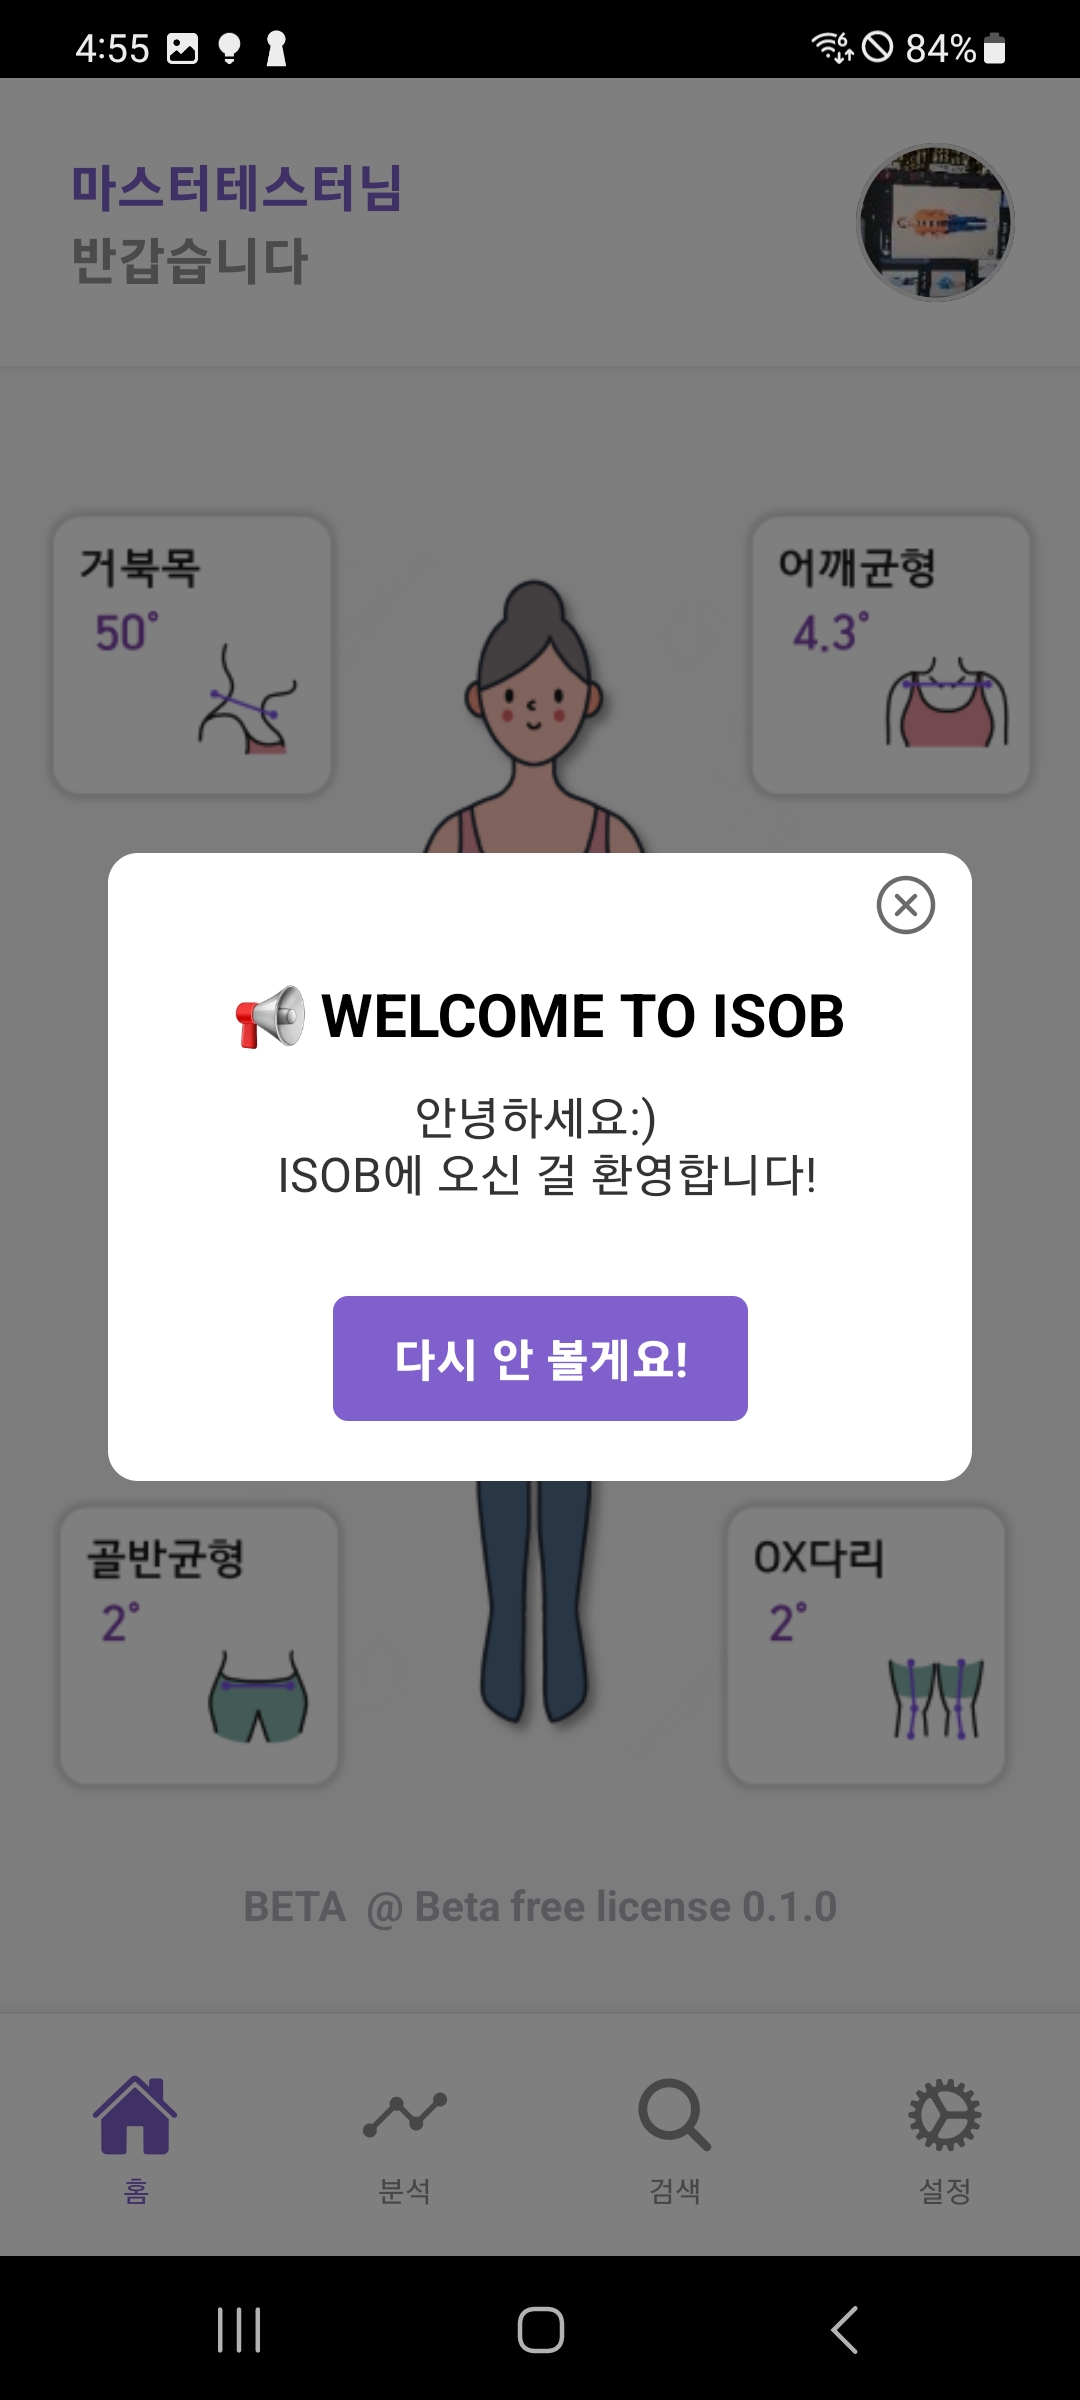 4:55
84%
마스터테스터님
반갑습니다
거북목
50°
어깨균형
4.3°
WELCOME TO ISOB
안녕하세요:)
ISOB에 오신 걸 환영합니다!
다시 안 볼게요!
골반균형
2°
OX다리
2°
BETA @ Beta free license 0.1.0
홈
분석
검색
설정